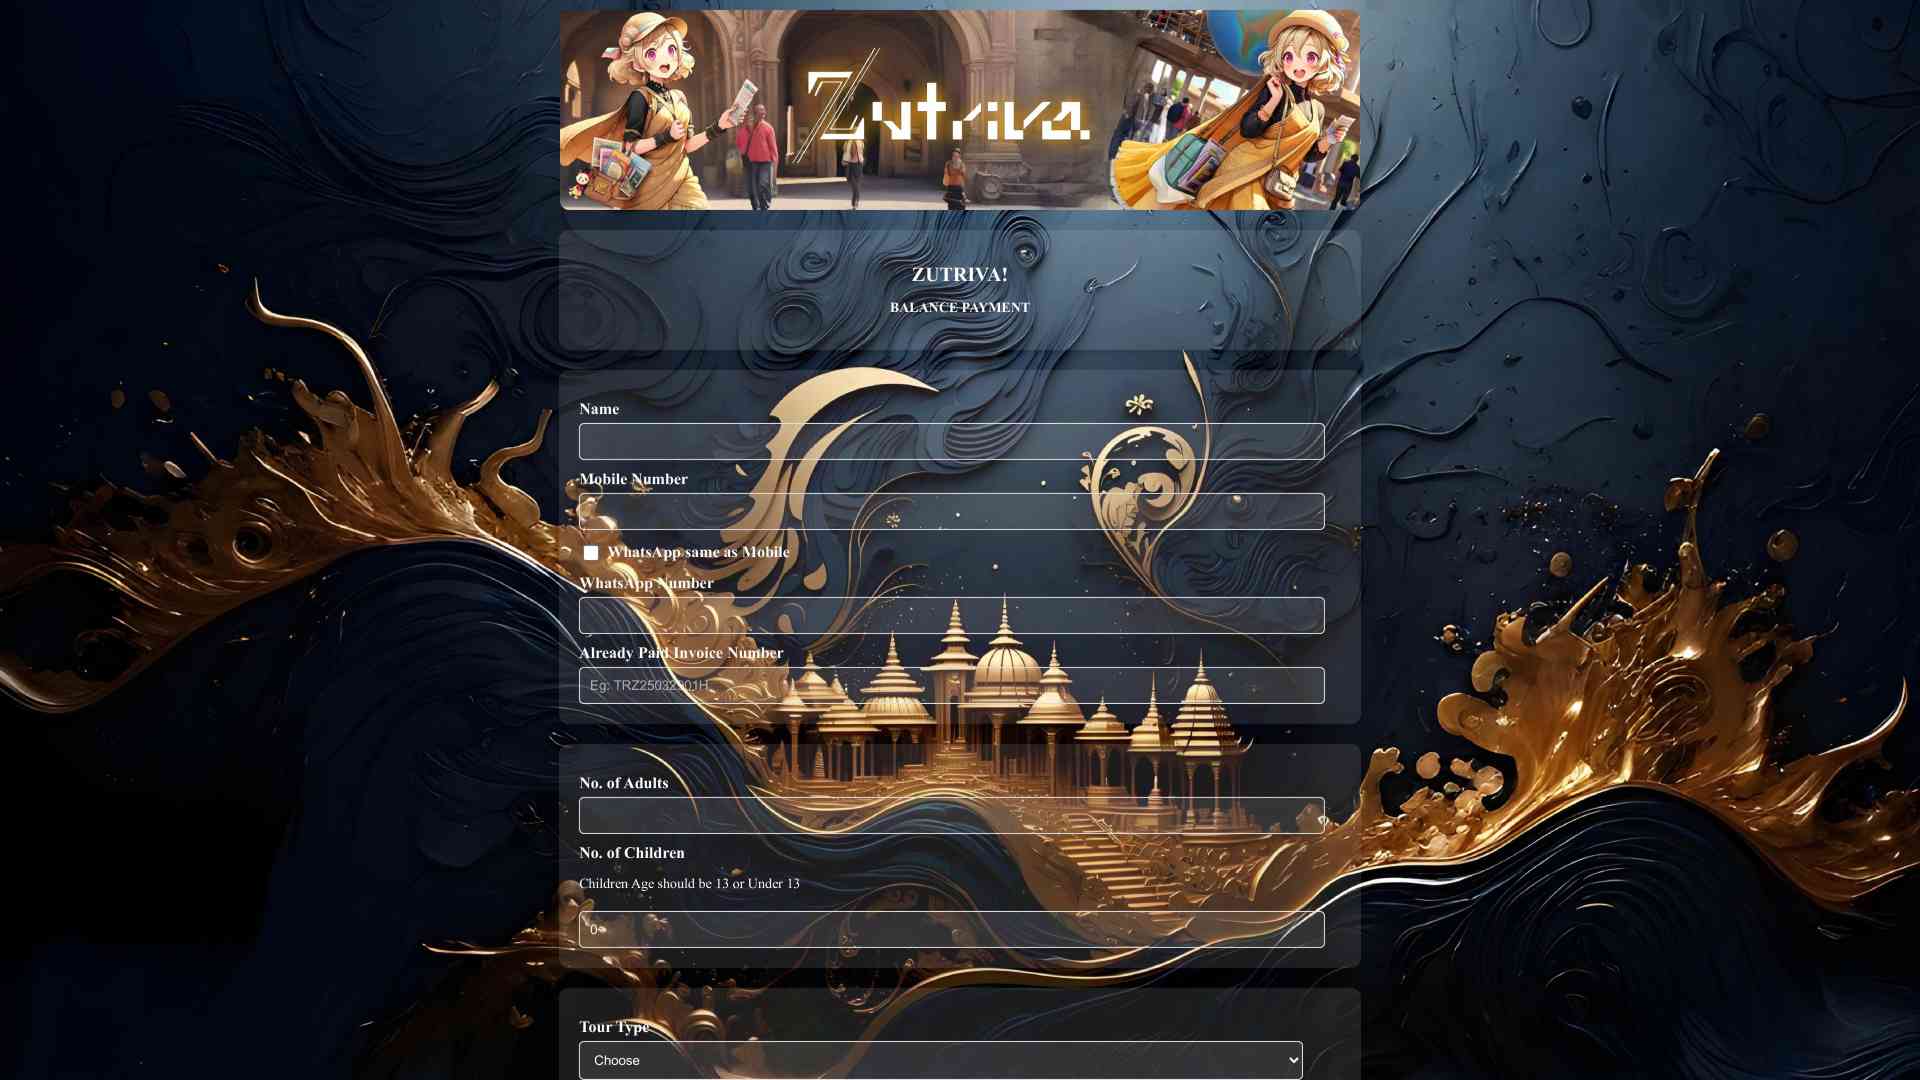 Zutriva.
ZUTRIVA!
BALANCE PAYMENT
Name
Mobile Number
WhatsApp same as Mobile
WhatsApp Number
Already Paid Invoice Number
Eg: TRZ25032901H
No. of Adults
No. of Children
Children Age should be 13 or Under 13
0
Tour Type
Choose